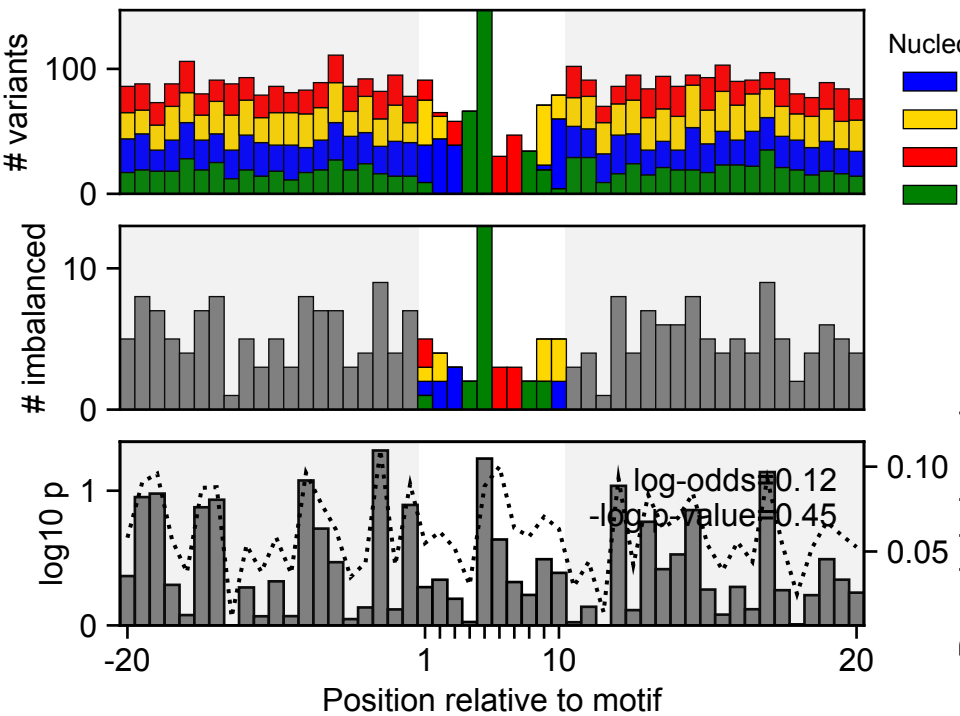 # variants
100
0
Nucleo
# imbalanced
10
0
log10 p
1
0
log-odds=0.12
-log p-value=0.45
0.10
0.05
-20
1
10
20
Position relative to motif